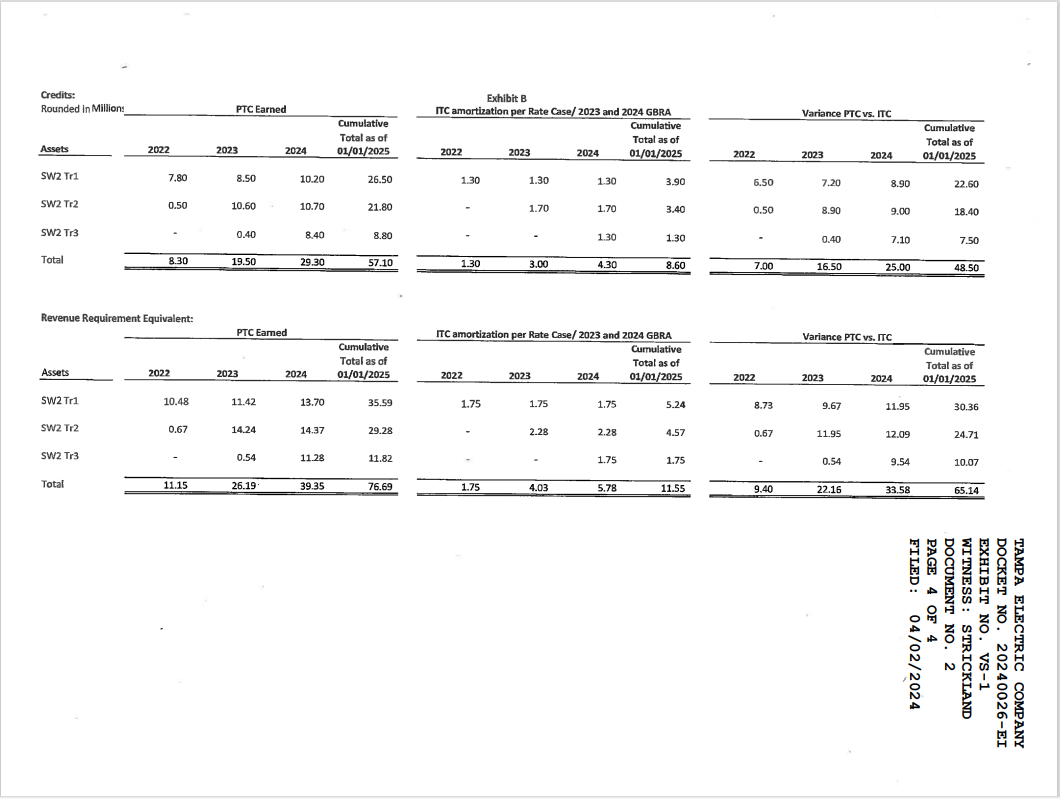 Credits:
Exhibit B
Rounded in Millions PTC Earned ITC amortization per Rate Case/ 2023 and 2024 GBRA Variance PTC vs. ITC
Cumulative Cumulative Cumulative
Total as of Total as of Total as of
Assets 2022 2023 2024 01/01/2025 2022 2023 2024 01/01/2025 2022 2023 2024 01/01/2025
SW2 Tr1 7.80 8.50 10.20 26.50 1.30 1.30 1.30 3.90 6.50 7.20 8.90 22.60
SW2 Tr2 0.50 10.60 10.70 21.80 - 1.70 1.70 3.40 0.50 8.90 9.00 18.40
SW2 Tr3 - 0.40 8.40 8.80 - - 1.30 1.30 - 0.40 7.10 7.50
Total 8.30 19.50 29.30 57.10 1.30 3.00 4.30 8.60 7.00 16.50 25.00 48.50
Revenue Requirement Equivalent:
PTC Earned ITC amortization per Rate Case/ 2023 and 2024 GBRA Variance PTC vs. ITC
Cumulative Cumulative Cumulative
Total as of Total as of Total as of
Assets 2022 2023 2024 01/01/2025 2022 2023 2024 01/01/2025 2022 2023 2024 01/01/2025
SW2 Tr1 10.48 11.42 13.70 35.59 1.75 1.75 1.75 5.24 8.73 9.67 11.95 30.36
SW2 Tr2 0.67 14.24 14.37 29.28 - 2.28 2.28 4.57 0.67 11.95 12.09 24.71
SW2 Tr3 - 0.54 11.28 11.82 - - 1.75 1.75 - 0.54 9.54 10.07
Total 11.15 26.19 39.35 76.69 1.75 4.03 5.78 11.55 9.40 22.16 33.58 65.14
TAMPA ELECTRIC COMPANY
DOCKET NO. 20240026-EI
EXHIBIT NO. VS-1
WITNESS: STRICKLAND
DOCUMENT NO. 2
PAGE 4 OF 4
FILED: 04/02/2024